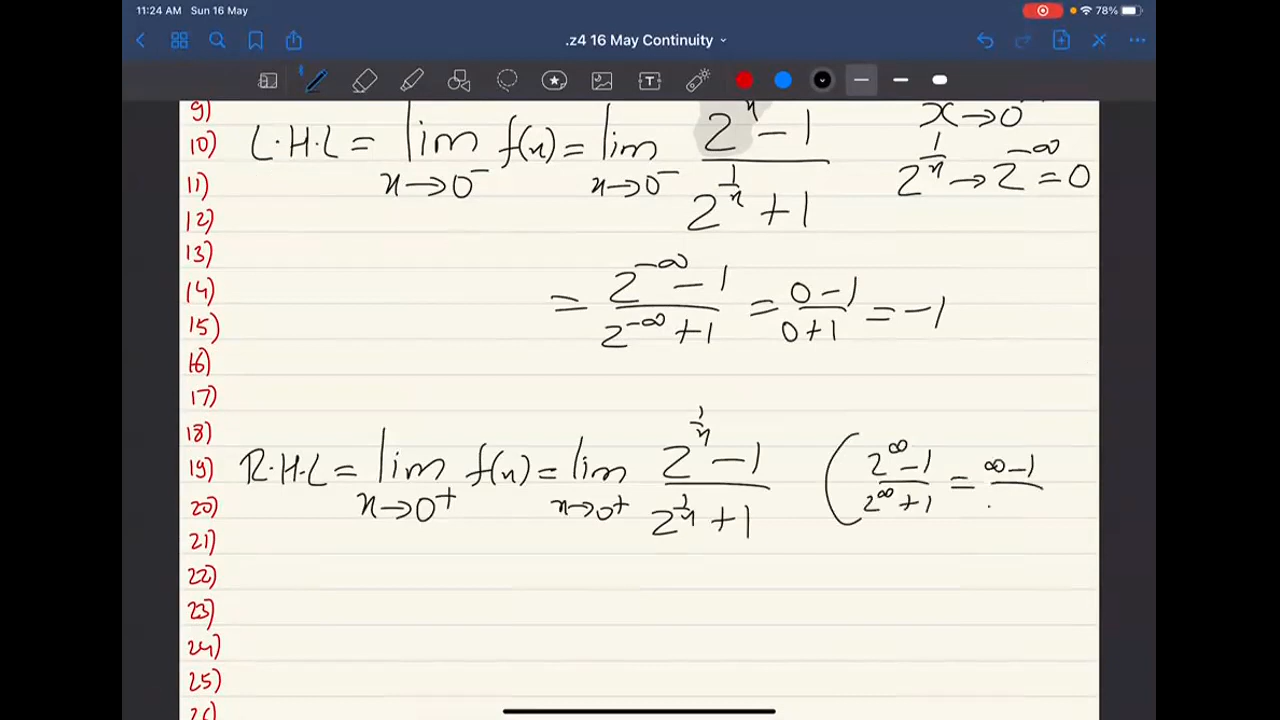 11:24 AM Sun 16 May
78%
.z4 16 May Continuity
9)
10) L.H.L = lim f(x) = lim 2^(1/x) - 1 / 2^(1/x) + 1
x→0⁻ x→0⁻
x→0⁻
2^(1/x) → 2^(-∞) = 0
11)
12)
13)
14) = 2^(-∞) - 1 / 2^(-∞) + 1 = 0 - 1 / 0 + 1 = -1
15)
16)
17)
18)
19) R.H.L = lim f(x) = lim 2^(1/x) - 1 / 2^(1/x) + 1 ( 2^∞ - 1 / 2^∞ + 1 = ∞ - 1 /
x→0⁺ x→0⁺
20)
21)
22)
23)
24)
25)